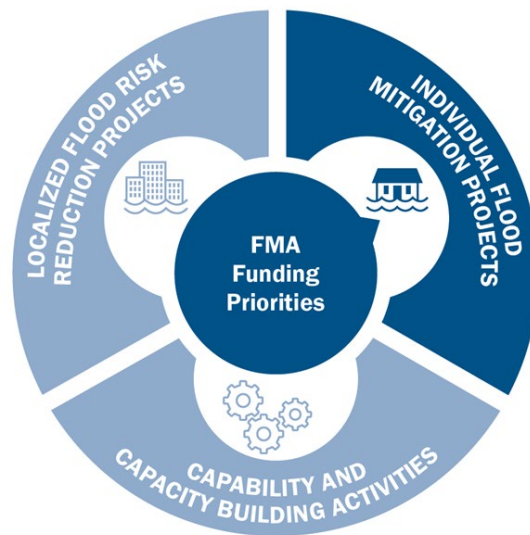 LOCALIZED FLOOD RISK
REDUCTION PROJECTS
INDIVIDUAL FLOOD
MITIGATION PROJECTS
FMA
Funding
Priorities
CAPABILITY AND
CAPACITY BUILDING ACTIVITIES